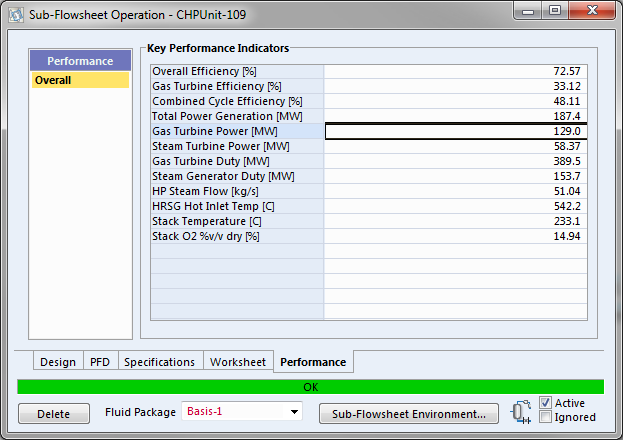 Sub-Flowsheet Operation - CHPUnit-109
Performance
Overall
Key Performance Indicators
Overall Efficiency [%] 72.57
Gas Turbine Efficiency [%] 33.12
Combined Cycle Efficiency [%] 48.11
Total Power Generation [MW] 187.4
Gas Turbine Power [MW] 129.0
Steam Turbine Power [MW] 58.37
Gas Turbine Duty [MW] 389.5
Steam Generator Duty [MW] 153.7
HP Steam Flow [kg/s] 51.04
HRSG Hot Inlet Temp [C] 542.2
Stack Temperature [C] 233.1
Stack O2 %v/v dry [%] 14.94
Design PFD Specifications Worksheet Performance
OK
Delete Fluid Package Basis-1 Sub-Flowsheet Environment... Active
Ignored